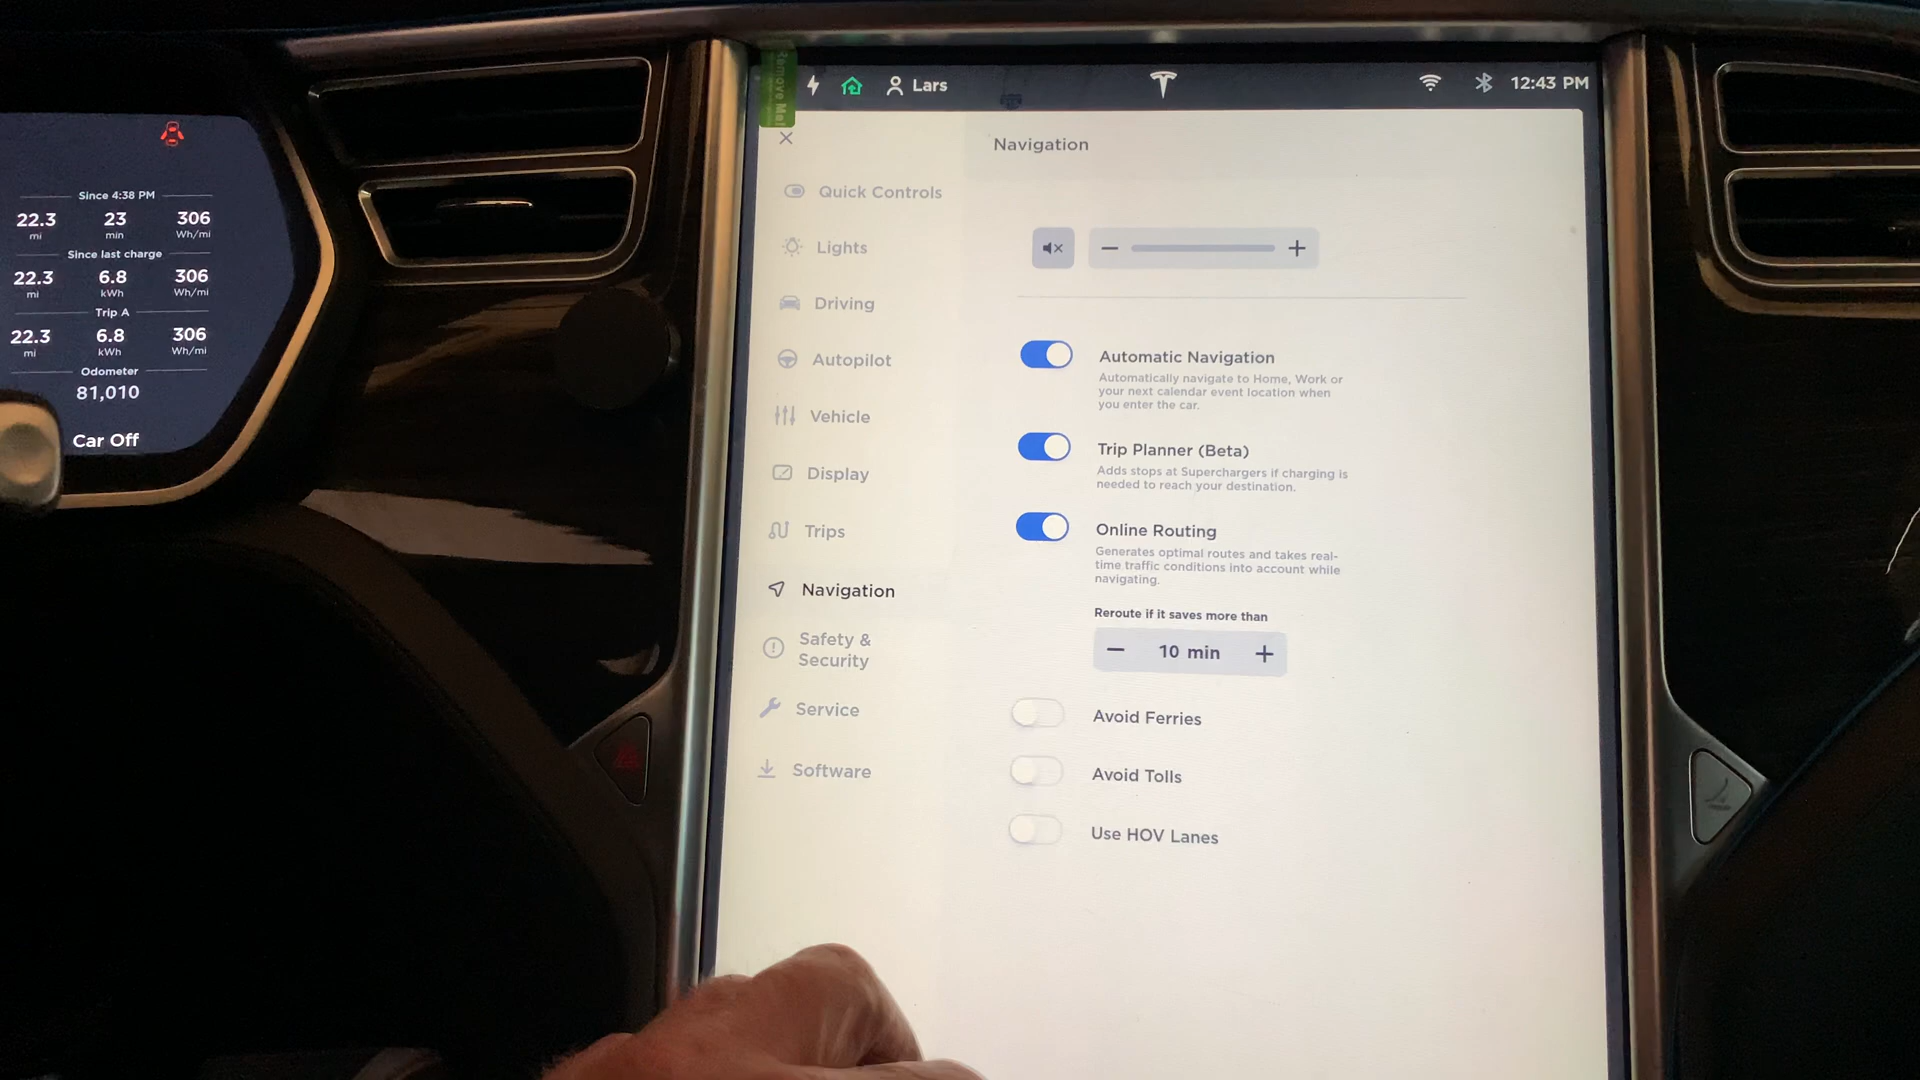 Since 4:38 PM
22.3 23 306
mi min Wh/mi
Since last charge
22.3 6.8 306
mi kWh Wh/mi
Trip A
22.3 6.8 306
mi kWh Wh/mi
Odometer
81,010
Car Off
Remove Me!
Lars
12:43 PM
Quick Controls
Lights
Driving
Autopilot
Vehicle
Display
Trips
Navigation
Safety &
Security
Service
Software
Navigation
Automatic Navigation
Automatically navigate to Home, Work or
your next calendar event location when
you enter the car.
Trip Planner (Beta)
Adds stops at Superchargers if charging is
needed to reach your destination.
Online Routing
Generates optimal routes and takes real-
time traffic conditions into account while
navigating.
Reroute if it saves more than
− 10 min +
Avoid Ferries
Avoid Tolls
Use HOV Lanes